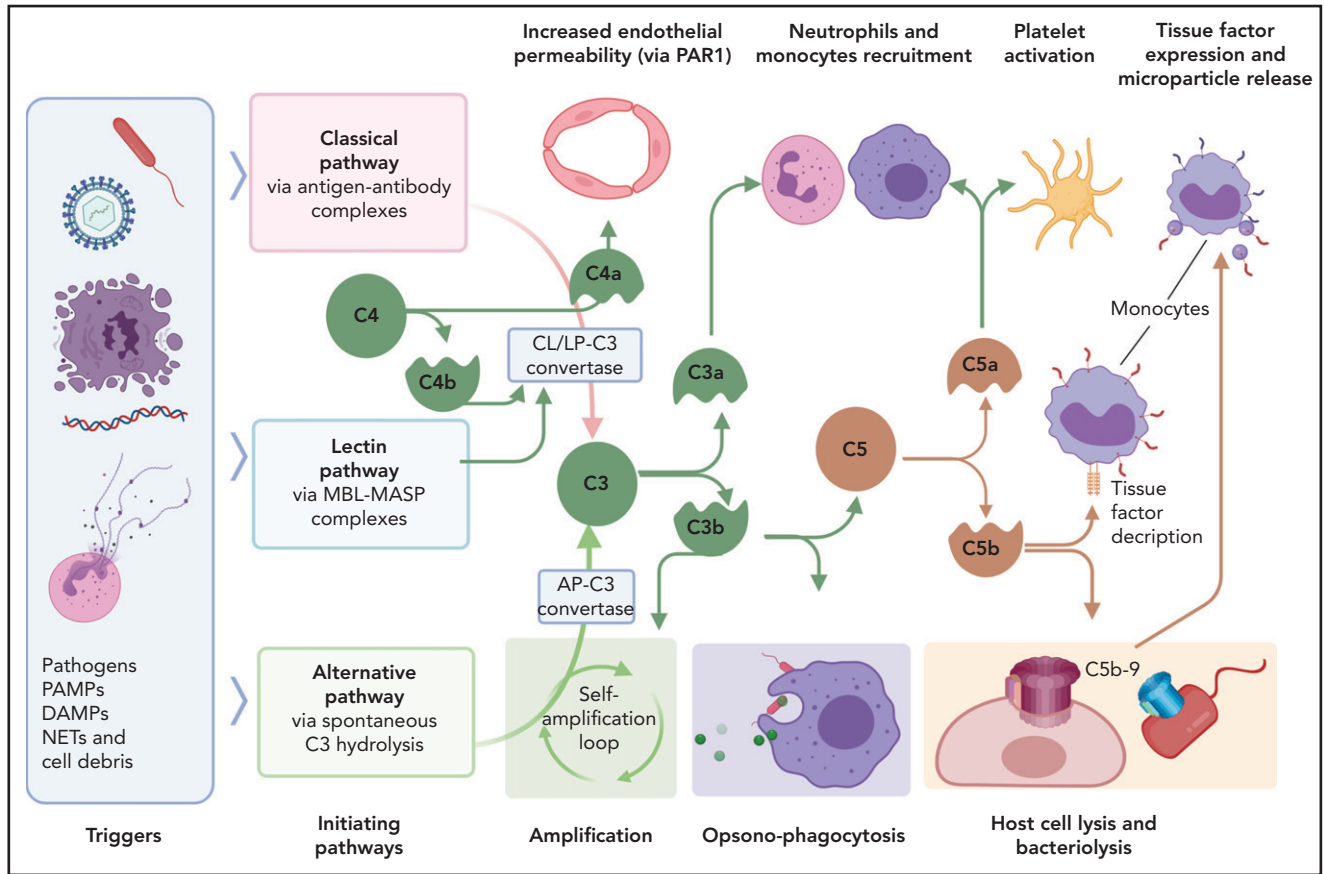 Increased endothelial
permeability (via PAR1)
Neutrophils and
monocytes recruitment
Platelet
activation
Tissue factor
expression and
microparticle release
Classical
pathway
via antigen-antibody
complexes
C4
C4a
C4b
CL/LP-C3
convertase
Lectin
pathway
via MBL-MASP
complexes
C3
C3a
C3b
C5
C5a
C5b
Monocytes
Tissue
factor
decription
AP-C3
convertase
Pathogens
PAMPs
DAMPs
NETs and
cell debris
Alternative
pathway
via spontaneous
C3 hydrolysis
Self-
amplification
loop
C5b-9
Triggers
Initiating
pathways
Amplification
Opsono-phagocytosis
Host cell lysis and
bacteriolysis